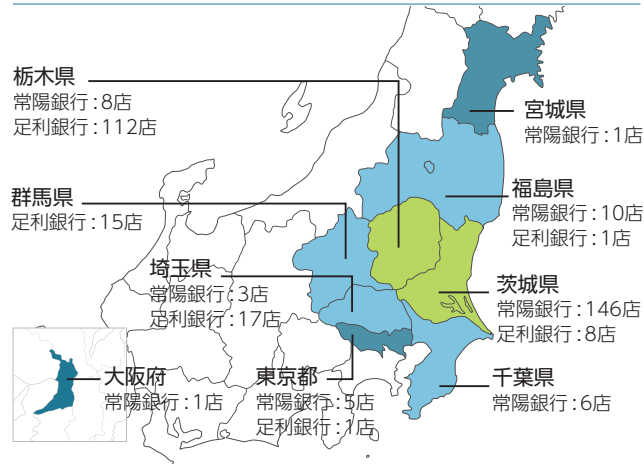 栃木県
常陽銀行:8店
足利銀行:112店
宮城県
常陽銀行:1店
群馬県
足利銀行:15店
福島県
常陽銀行:10店
足利銀行:1店
埼玉県
常陽銀行:3店
足利銀行:17店
茨城県
常陽銀行:146店
足利銀行:8店
大阪府
常陽銀行:1店
東京都
常陽銀行:5店
足利銀行:1店
千葉県
常陽銀行:6店